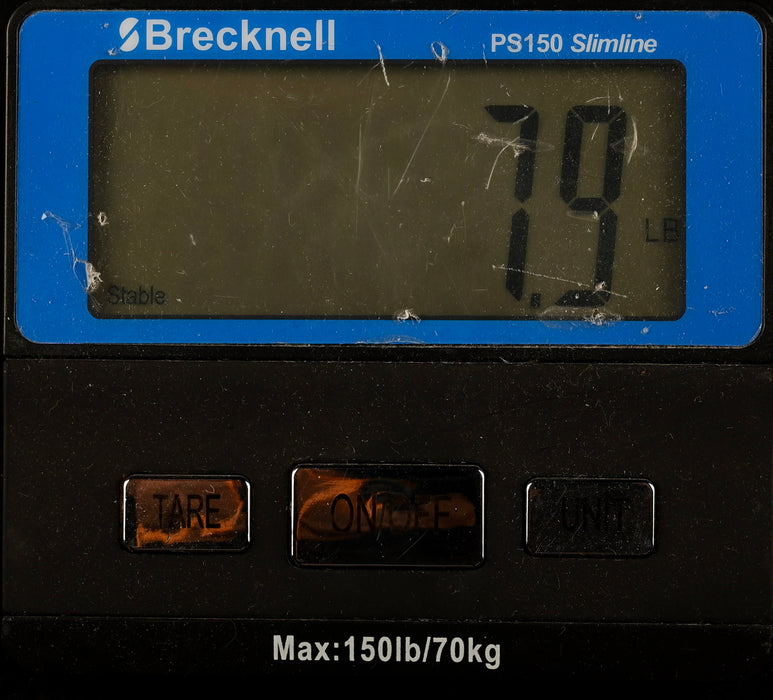 Brecknell
PS150 Slimline
7.9
LB
Stable
TARE
ON/OFF
UNIT
Max:150lb/70kg